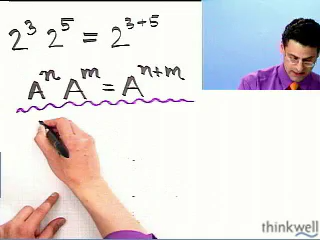 2³ 2⁵ = 2³⁺⁵
Aⁿ Aᵐ = Aⁿ⁺ᵐ
thinkwell